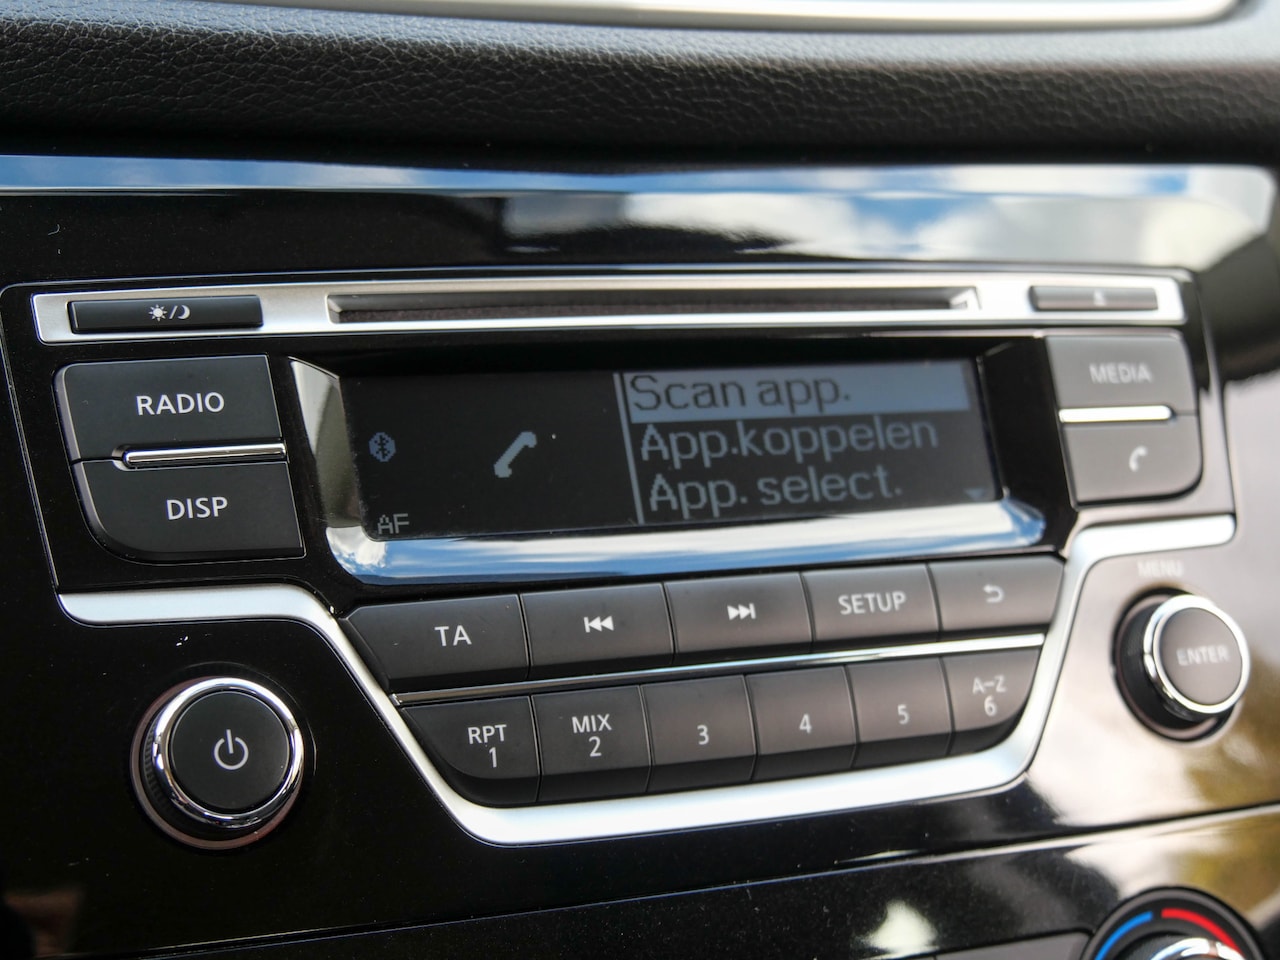 RADIO
DISP
MEDIA
Scan app.
App.koppelen
App. select.
AF
TA
SETUP
MENU
ENTER
RPT
1
MIX
2
3
4
5
A–Z
6